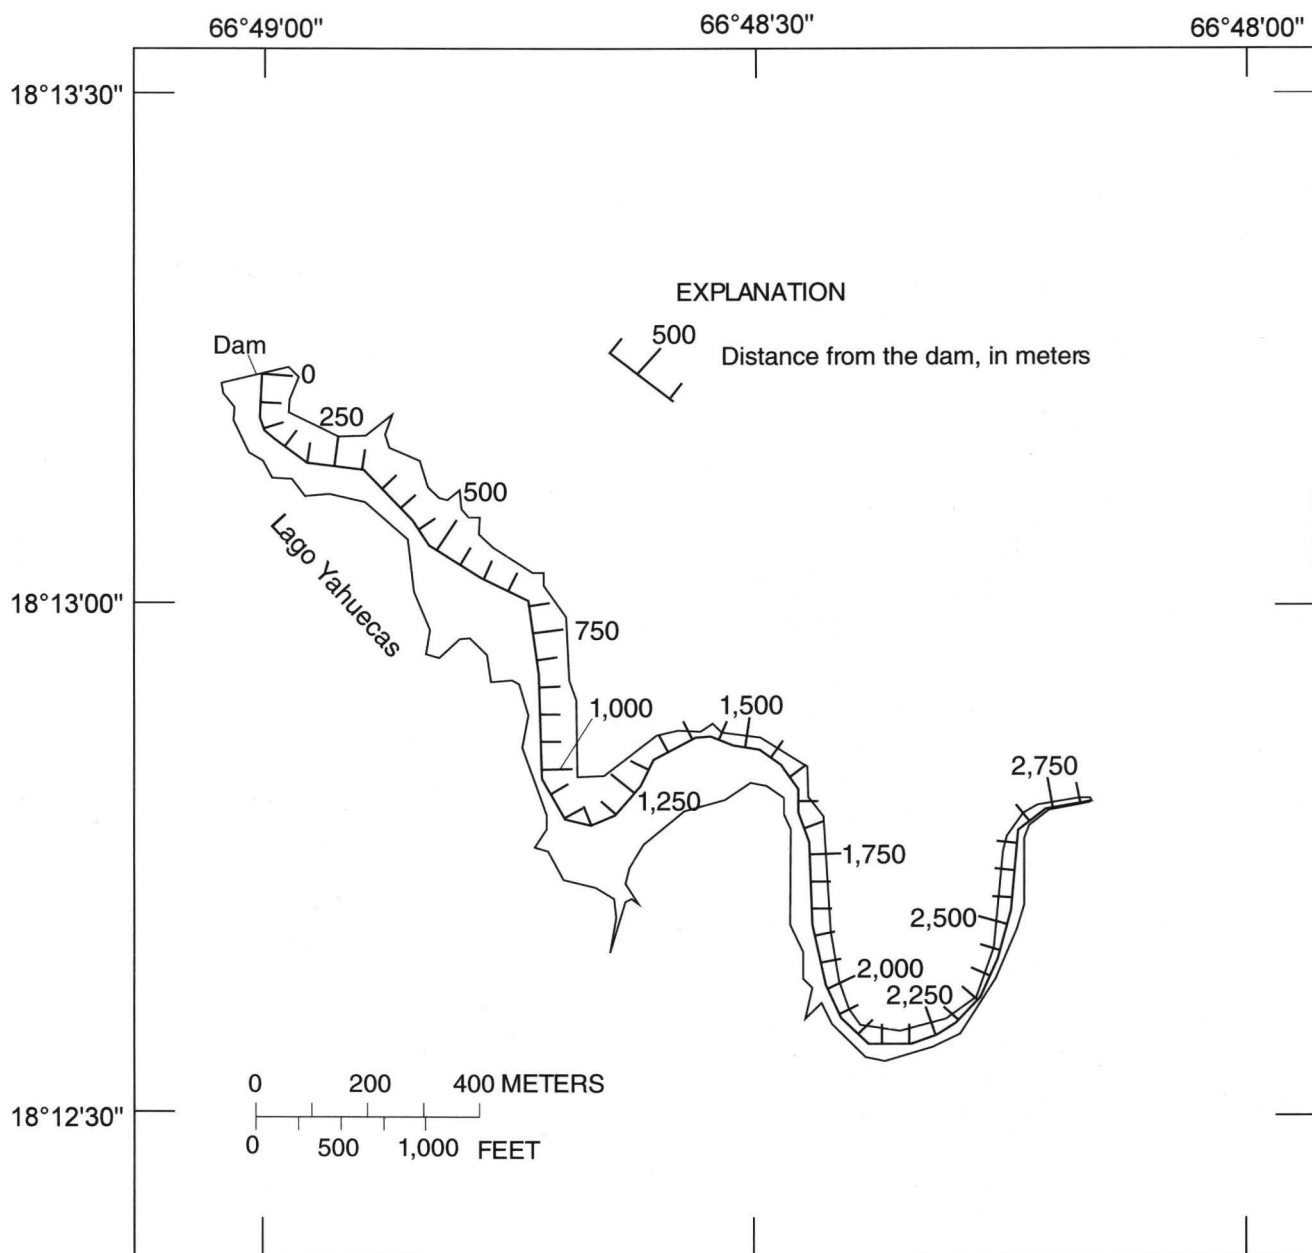 66°49'00" 66°48'30" 66°48'00"
18°13'30"
EXPLANATION
500
Distance from the dam, in meters
Dam
0
250
500
Lago Yahuecas
18°13'00"
750
1,000
1,500
2,750
1,250
1,750
2,500
2,000
2,250
0 200 400 METERS
18°12'30"
0 500 1,000 FEET